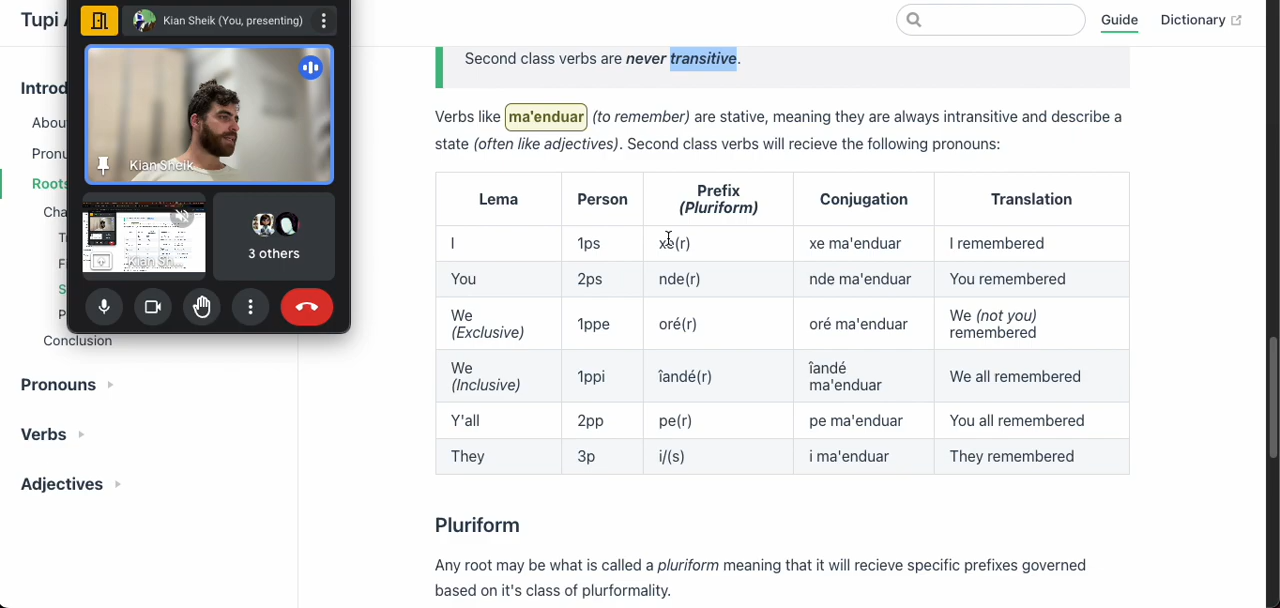 Tupi
Kian Sheik (You, presenting)
Guide
Dictionary
Second class verbs are never transitive.
Introd
Abou
Pronu
Roots
Cha
Kian Sheik
Kian Sh...
3 others
Conclusion
Pronouns
Verbs
Adjectives
Verbs like ma'enduar (to remember) are stative, meaning they are always intransitive and describe a
state (often like adjectives). Second class verbs will recieve the following pronouns:
Lema Person Prefix (Pluriform) Conjugation Translation
I 1ps xe(r) xe ma'enduar I remembered
You 2ps nde(r) nde ma'enduar You remembered
We (Exclusive) 1ppe oré(r) oré ma'enduar We (not you) remembered
We (Inclusive) 1ppi îandé(r) îandé ma'enduar We all remembered
Y'all 2pp pe(r) pe ma'enduar You all remembered
They 3p i/(s) i ma'enduar They remembered
Pluriform
Any root may be what is called a pluriform meaning that it will recieve specific prefixes governed
based on it's class of plurformality.